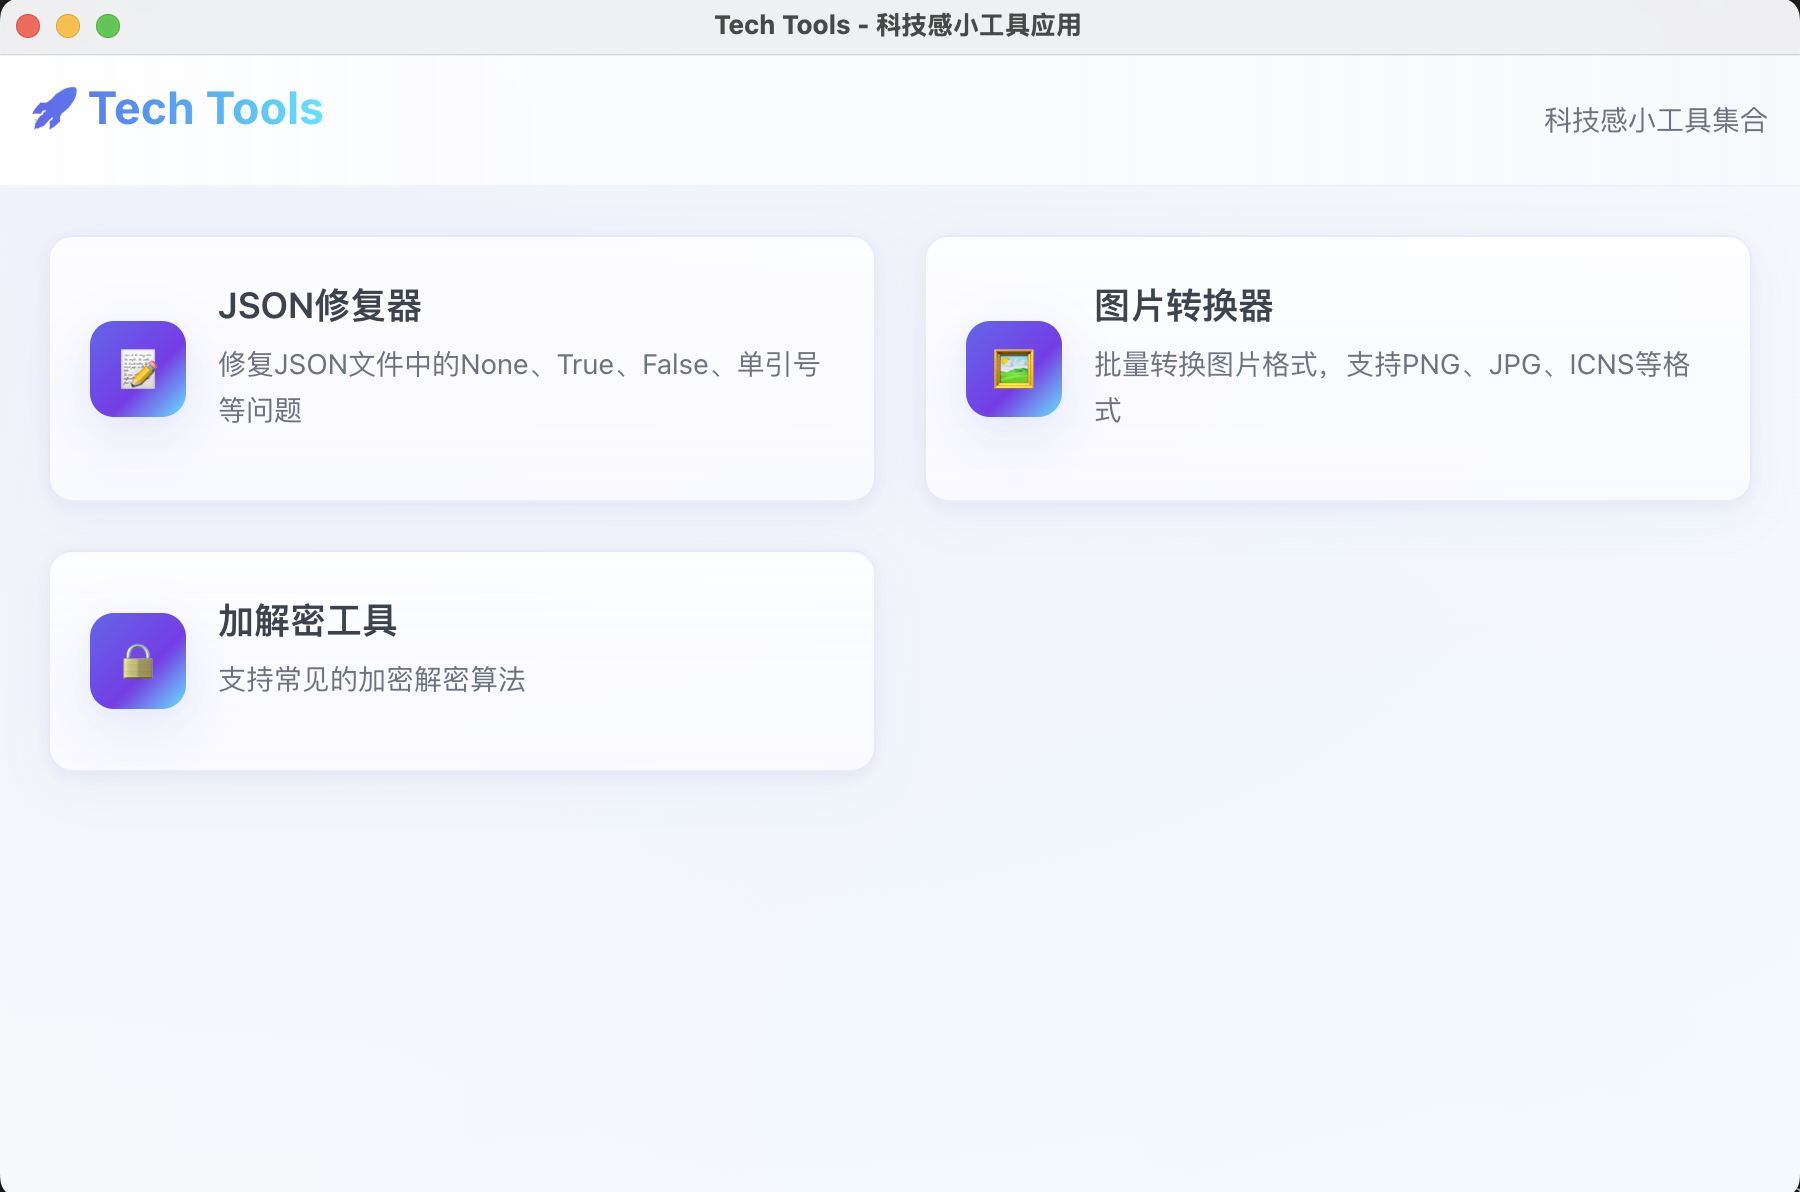 Tech Tools - 科技感小工具应用
Tech Tools
科技感小工具集合
JSON修复器
修复JSON文件中的None、True、False、单引号
等问题
图片转换器
批量转换图片格式，支持PNG、JPG、ICNS等格
式
加解密工具
支持常见的加密解密算法